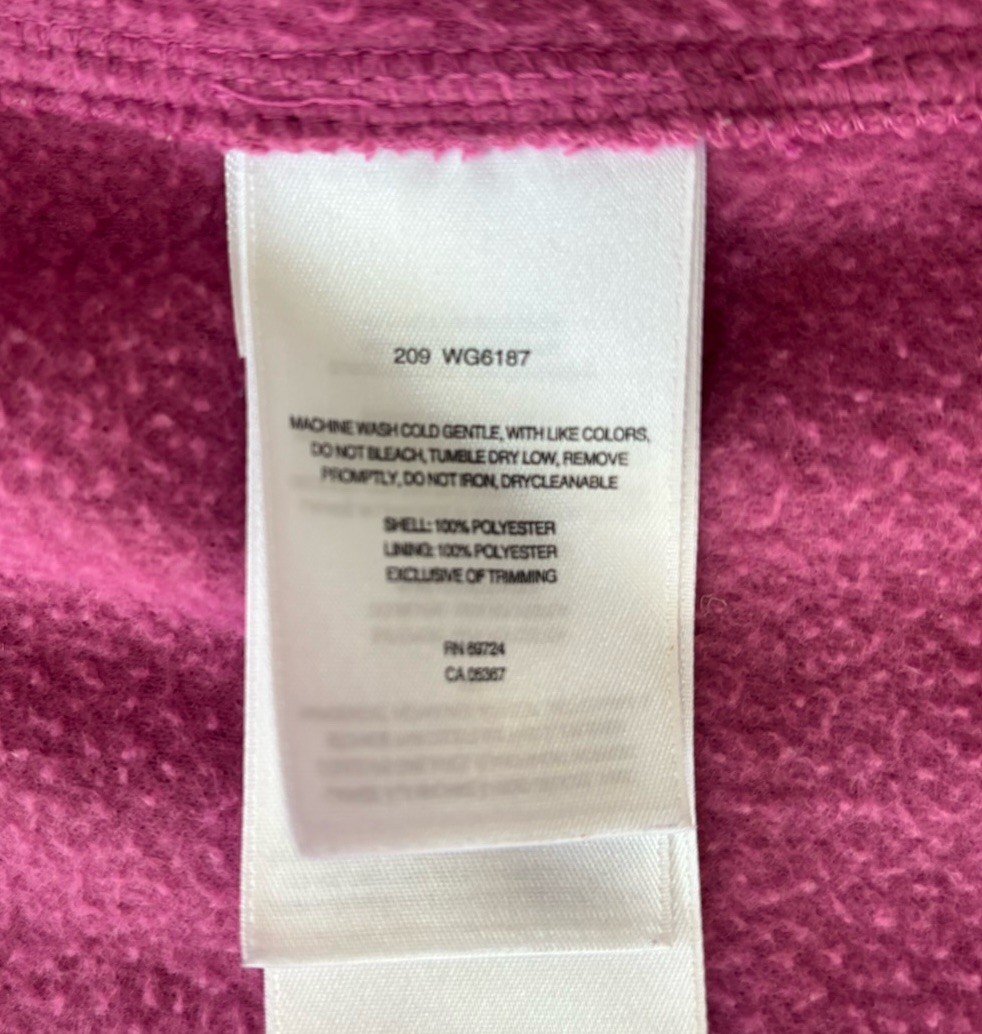 209 WG6187
MACHINE WASH COLD GENTLE, WITH LIKE COLORS,
DO NOT BLEACH, TUMBLE DRY LOW, REMOVE
PROMPTLY, DO NOT IRON, DRYCLEANABLE
SHELL: 100% POLYESTER
LINING: 100% POLYESTER
EXCLUSIVE OF TRIMMING
RN 69724
CA 05367